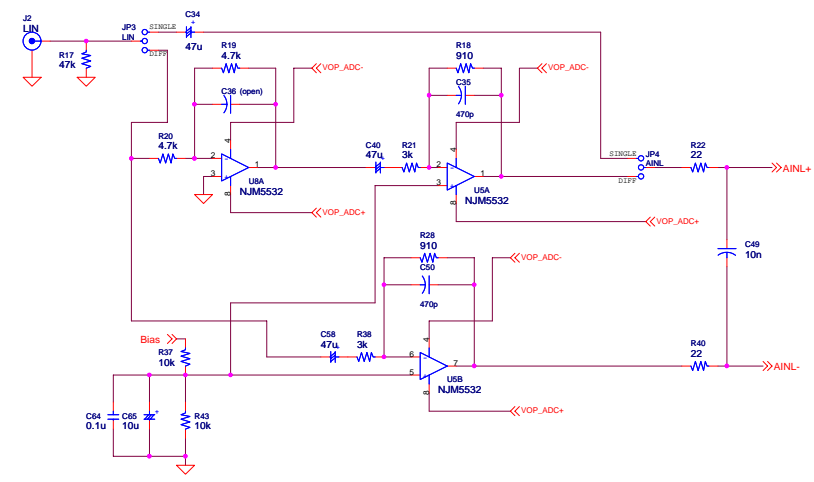 J2
LIN
JP3
LIN
SINGLE
DIFF
C34
+
47u
R17
47k
R19
4.7k
C36 (open)
VOP_ADC-
R18
910
C35
470p
VOP_ADC-
R20
4.7k
4
2
3
1
8
U8A
NJM5532
VOP_ADC+
C40
47u
+
R21
3k
4
2
3
1
8
U5A
NJM5532
VOP_ADC+
SINGLE
JP4
AINL
DIFF
R22
22
AINL+
R28
910
C50
470p
VOP_ADC-
C49
10n
Bias
R37
10k
C58
47u
+
R38
3k
4
6
5
7
8
U5B
NJM5532
VOP_ADC+
R40
22
AINL-
C64
0.1u
C65
10u
+
R43
10k